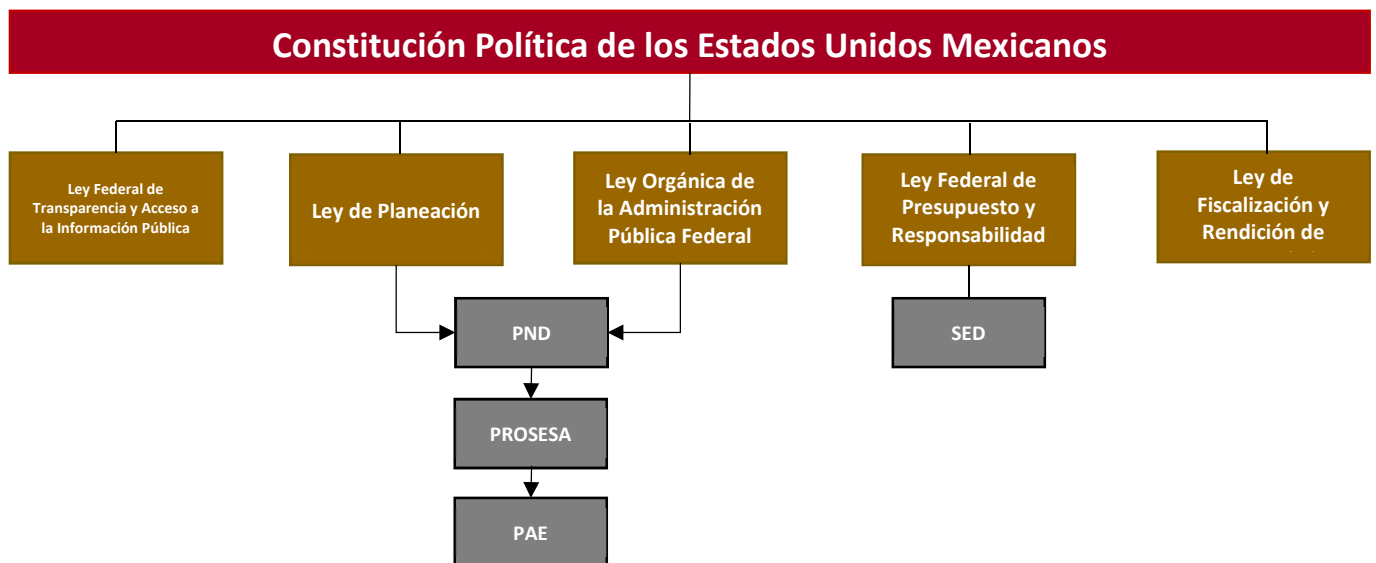 Constitución Política de los Estados Unidos Mexicanos
Ley Federal de
Transparencia y Acceso a
la Información Pública
Ley de Planeación
Ley Orgánica de
la Administración
Pública Federal
Ley Federal de
Presupuesto y
Responsabilidad
Ley de
Fiscalización y
Rendición de
PND
SED
PROSESA
PAE